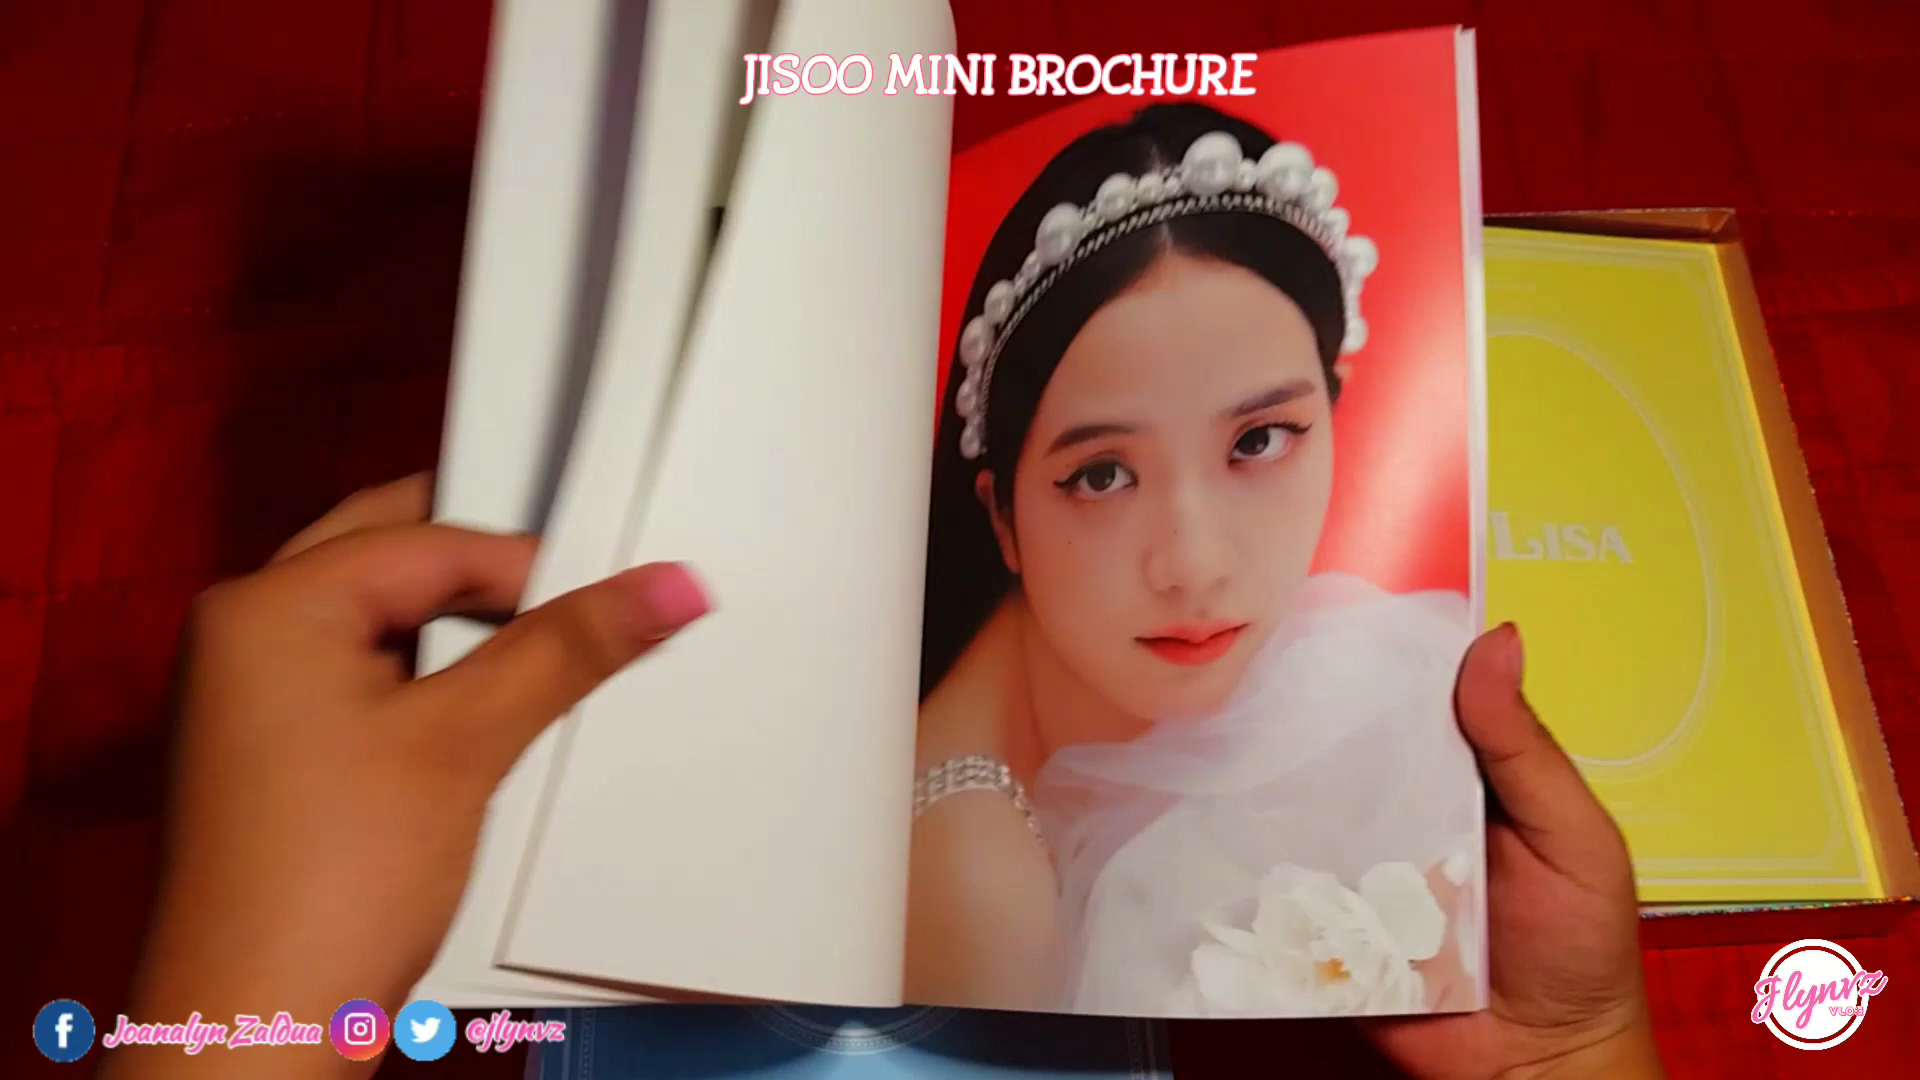 JISOO MINI BROCHURE
LISA
Joanalyn Zaldua
@jlynvz
Jlynvz
VLOG